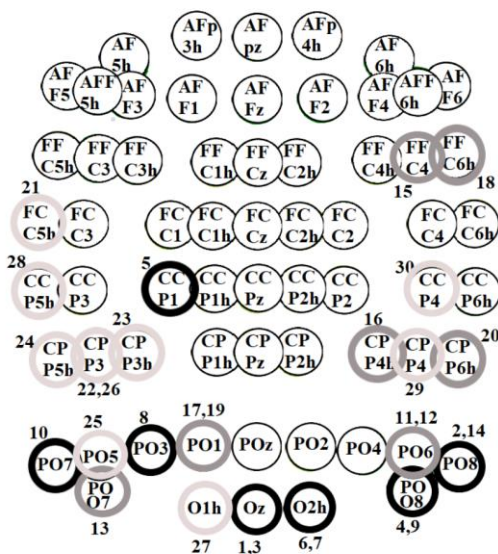 AFp AF AFp
3h pz 4h
AF AF
5h 6h
AF AFF AF AF AF AF AF AFF AF
F5 5h F3 F1 Fz F2 F4 6h F6
FF FF FF FF FF FF FF FF FF
C5h C3 C3h C1h Cz C2h C4h C4 C6h
21 15 18
FC FC FC FC FC FC FC FC FC
C5h C3 C1 C1h Cz C2h C2 C4 C6h
28 5 30
CC CC CC CC CC CC CC CC CC
P5h P3 P1 P1h Pz P2h P2 P4 P6h
24 23 16 20
CP CP CP CP CP CP CP CP CP
P5h P3 P3h P1h Pz P2h P4h P4 P6h
22,26 29
10 25 8 17,19 11,12 2,14
PO7 PO5 PO3 PO1 POz PO2 PO4 PO6 PO8
PO PO
O7 O8
13 O1h Oz O2h 4,9
27 1,3 6,7